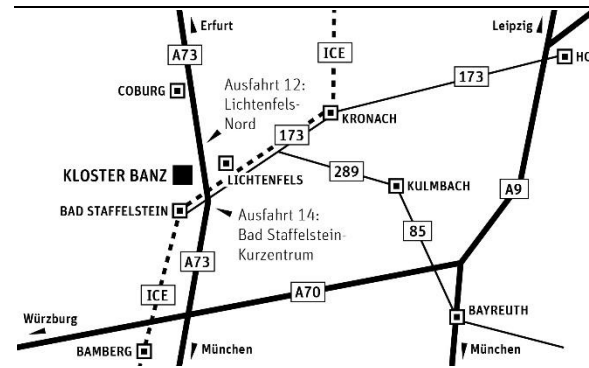 Erfurt
Leipzig
A73
ICE
HO
173
COBURG
Ausfahrt 12:
Lichtenfels-
Nord
KRONACH
173
KLOSTER BANZ
LICHTENFELS
289
KULMBACH
A9
BAD STAFFELSTEIN
Ausfahrt 14:
Bad Staffelstein-
Kurzentrum
85
A73
ICE
A70
Würzburg
BAYREUTH
BAMBERG
München
München